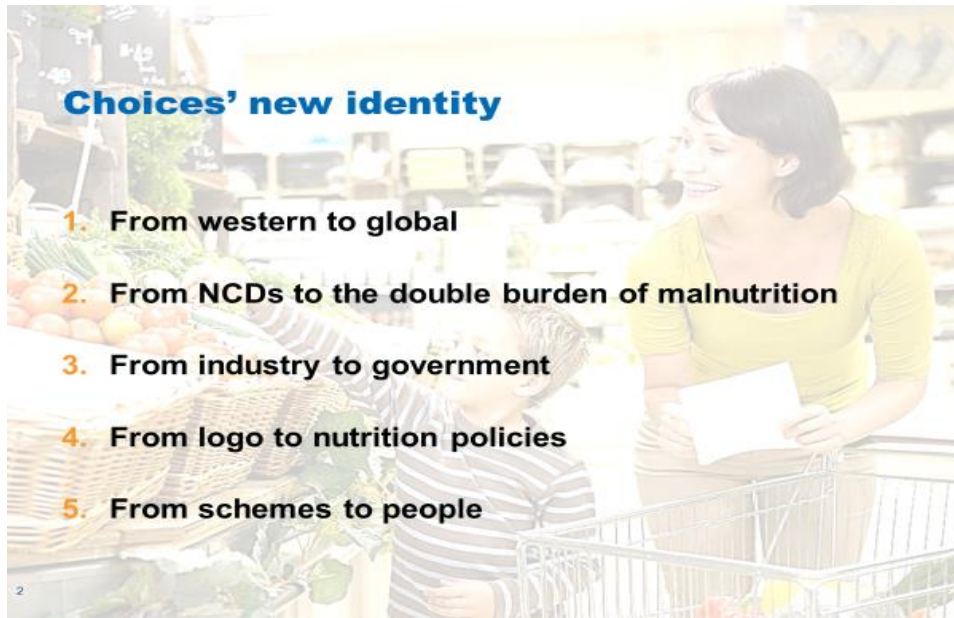 Choices' new identity
1. From western to global
2. From NCDs to the double burden of malnutrition
3. From industry to government
4. From logo to nutrition policies
5. From schemes to people
2